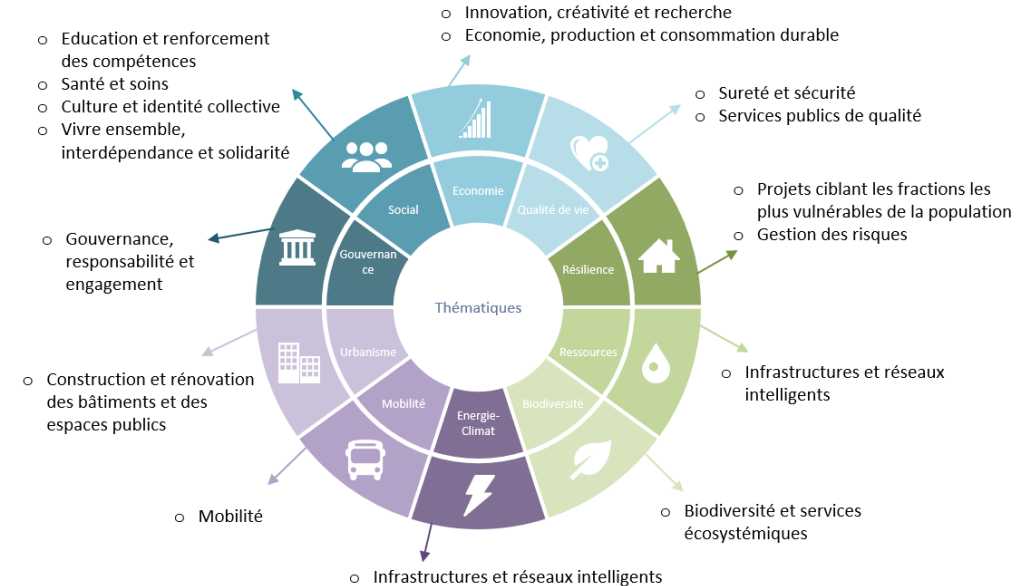 o Innovation, créativité et recherche
o Economie, production et consommation durable
o Education et renforcement
des compétences
o Santé et soins
o Culture et identité collective
o Vivre ensemble,
interdépendance et solidarité
o Sureté et sécurité
o Services publics de qualité
o Projets ciblant les fractions les
plus vulnérables de la population
o Gestion des risques
o Gouvernance,
responsabilité et
engagement
Economie
Social
Qualité de vie
Gouvernan
ce
Résilience
Thématiques
Urbanisme
Ressources
Mobilité
Biodiversité
Energie-
Climat
o Infrastructures et réseaux
intelligents
o Construction et rénovation
des bâtiments et des
espaces publics
o Mobilité
o Biodiversité et services
écosystémiques
o Infrastructures et réseaux intelligents